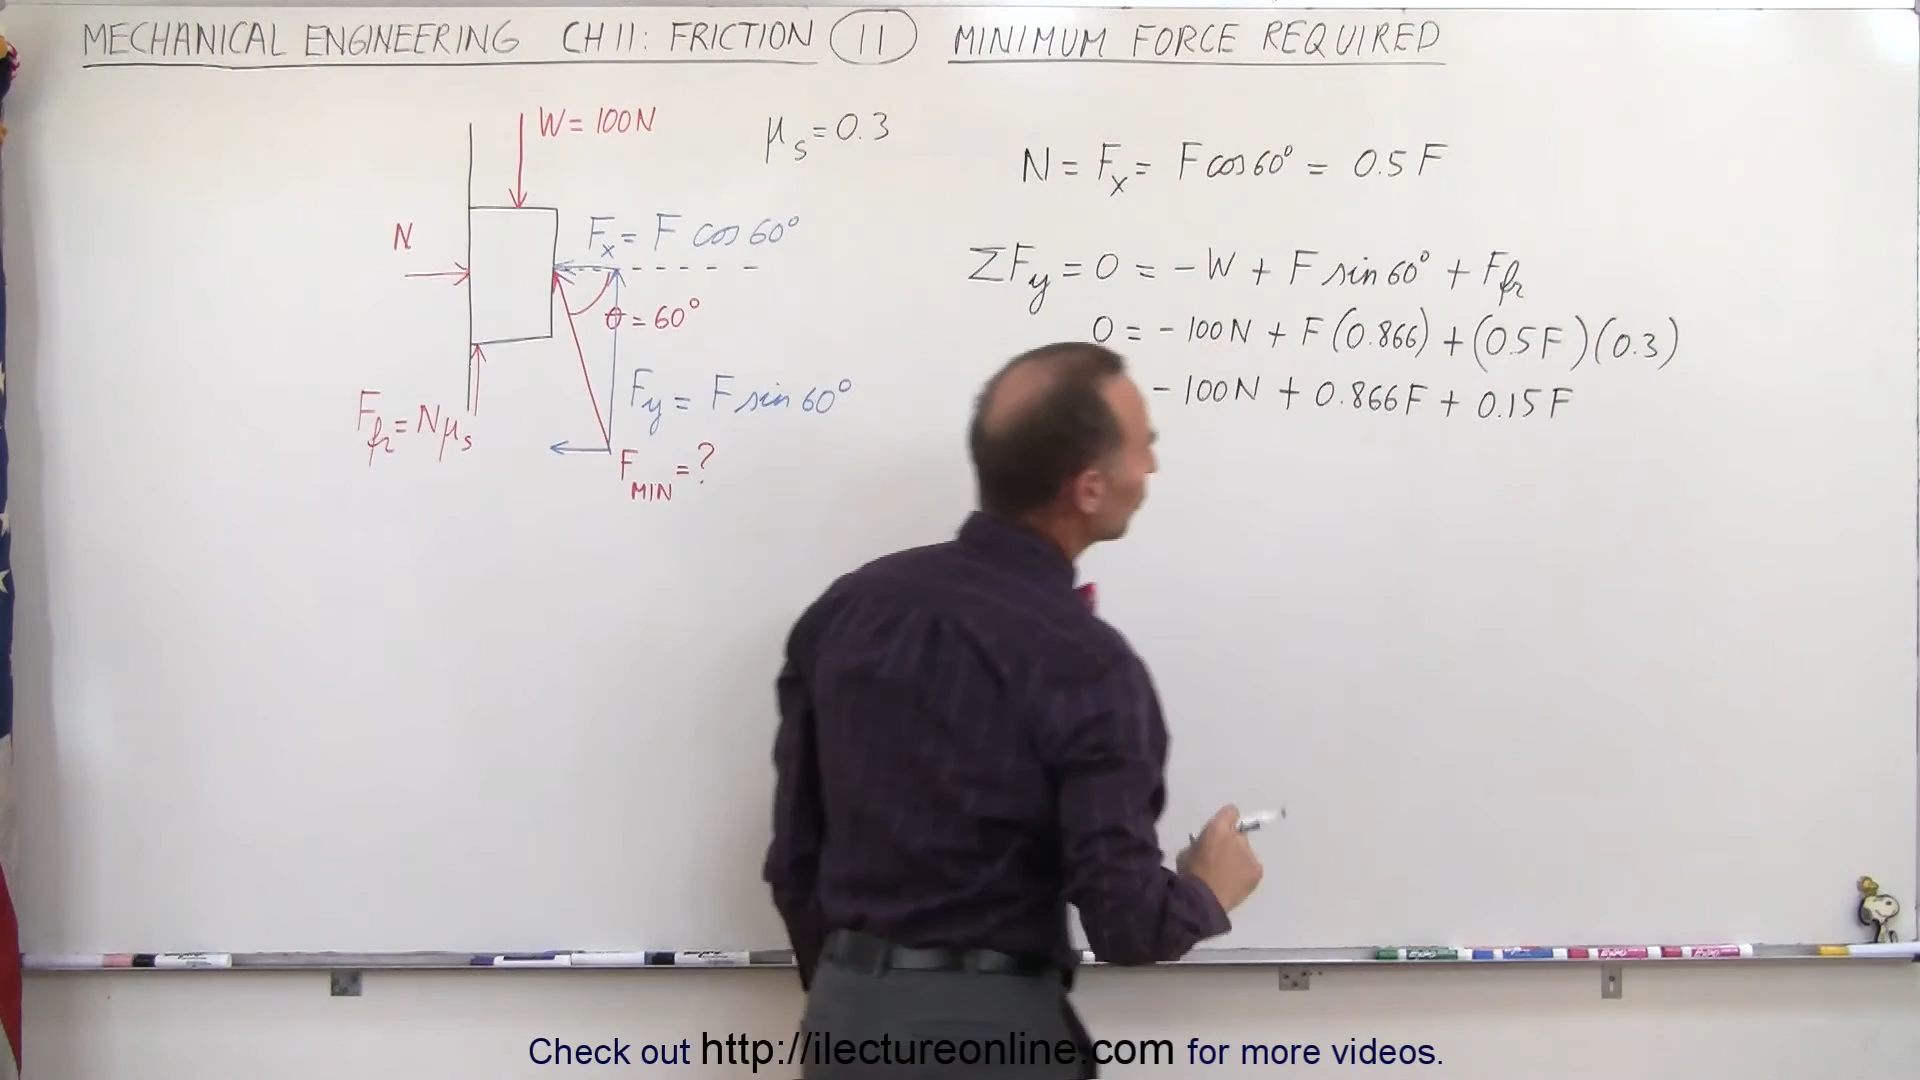 MECHANICAL ENGINEERING CH 11: FRICTION 11 MINIMUM FORCE REQUIRED
W = 100N
μs = 0.3
N
Fx = F cos 60°
θ = 60°
Fy = F sin 60°
Ffr = Nμs
FMIN = ?
N = Fx = F cos 60° = 0.5 F
ΣFy = 0 = - W + F sin 60° + Ffr
0 = - 100N + F (0.866) + (0.5F)(0.3)
- 100N + 0.866F + 0.15F
Check out http://ilectureonline.com for more videos.